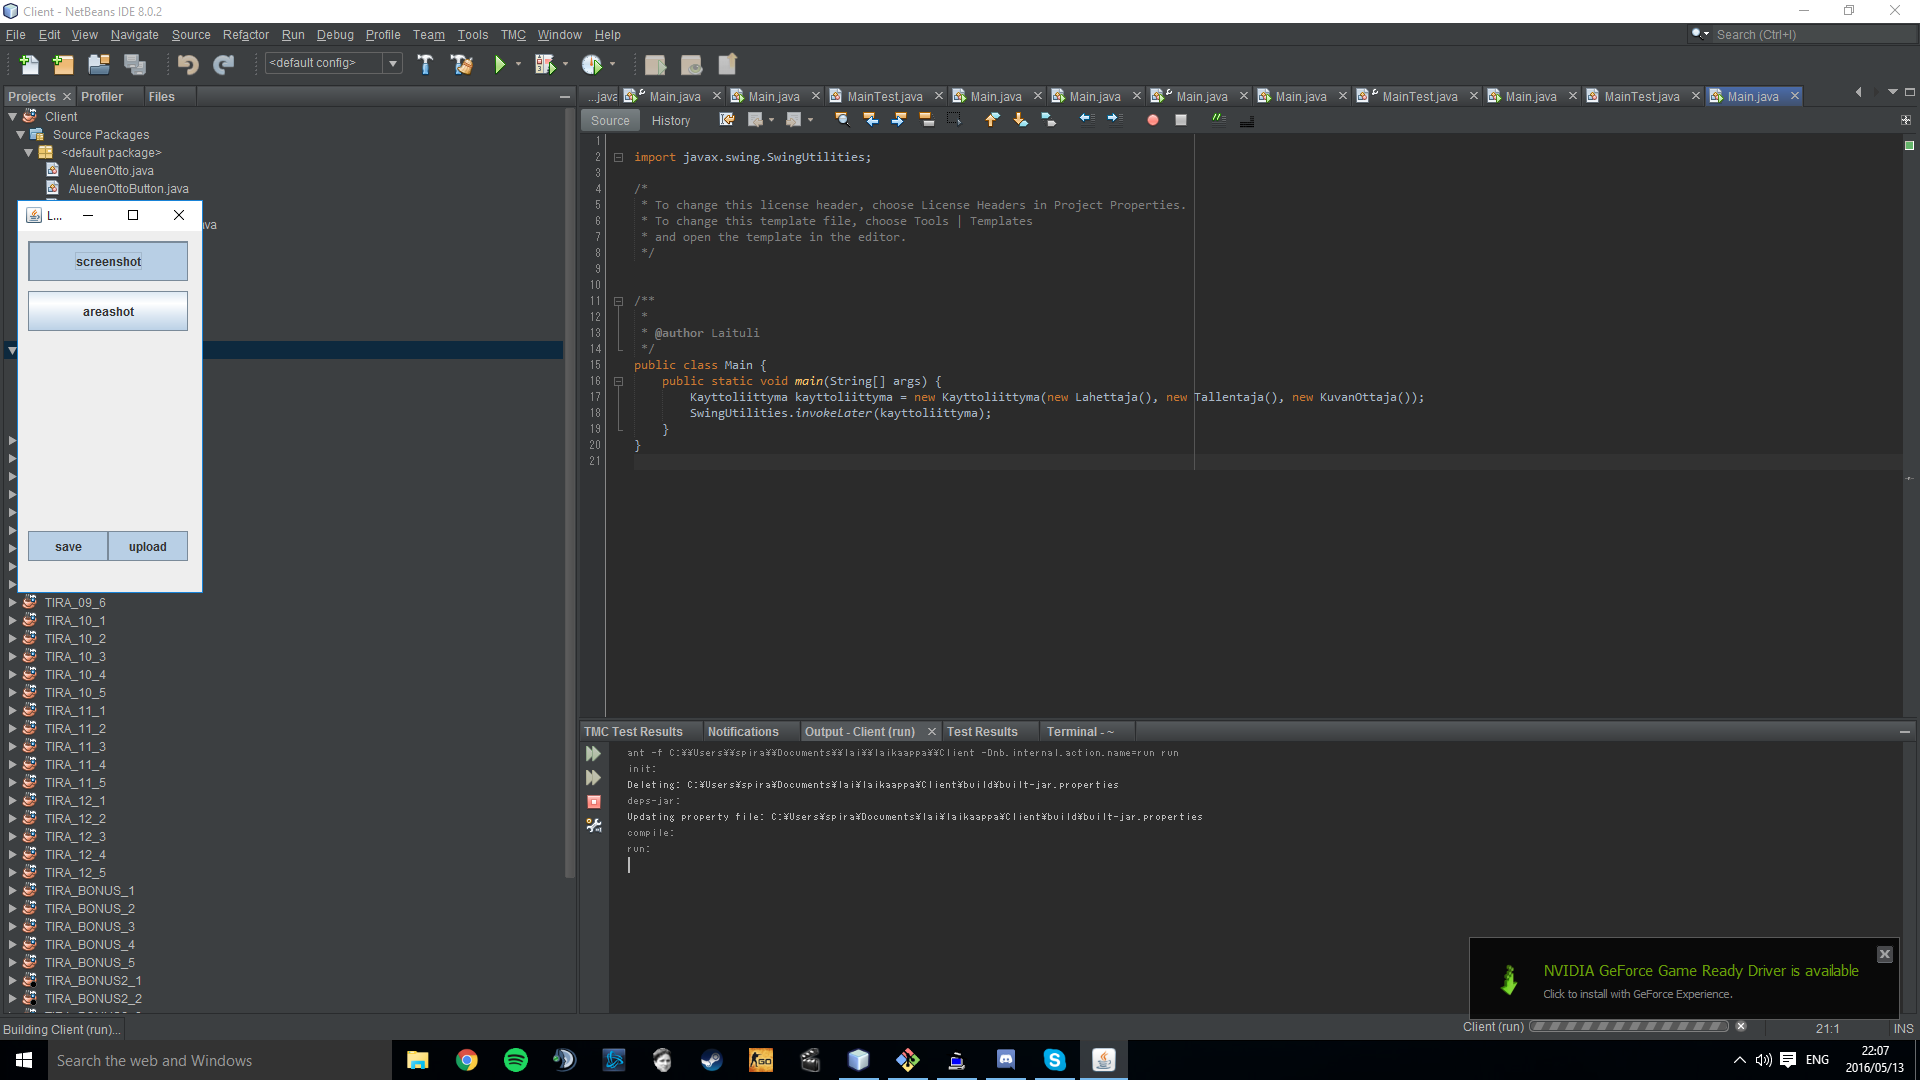 Client - NetBeans IDE 8.0.2
File Edit View Navigate Source Refactor Run Debug Profile Team Tools TMC Window Help
Search (Ctrl+I)
<default config>
Projects Profiler Files
...java Main.java Main.java MainTest.java Main.java Main.java Main.java Main.java MainTest.java Main.java MainTest.java Main.java
Source History
Client
Source Packages
<default package>
AlueenOtto.java
AlueenOttoButton.java
L...
screenshot
areashot
save upload
TIRA_09_6
TIRA_10_1
TIRA_10_2
TIRA_10_3
TIRA_10_4
TIRA_10_5
TIRA_11_1
TIRA_11_2
TIRA_11_3
TIRA_11_4
TIRA_11_5
TIRA_12_1
TIRA_12_2
TIRA_12_3
TIRA_12_4
TIRA_12_5
TIRA_BONUS_1
TIRA_BONUS_2
TIRA_BONUS_3
TIRA_BONUS_4
TIRA_BONUS_5
TIRA_BONUS2_1
TIRA_BONUS2_2
1
2 import javax.swing.SwingUtilities;
3
4 /*
5 * To change this license header, choose License Headers in Project Properties.
6 * To change this template file, choose Tools | Templates
7 * and open the template in the editor.
8 */
9
10
11 /**
12 *
13 * @author Laituli
14 */
15 public class Main {
16 public static void main(String[] args) {
17 Kayttoliittyma kayttoliittyma = new Kayttoliittyma(new Lahettaja(), new Tallentaja(), new KuvanOttaja());
18 SwingUtilities.invokeLater(kayttoliittyma);
19 }
20 }
21
TMC Test Results Notifications Output - Client (run) Test Results Terminal - ~
ant -f C:¥¥Users¥¥spira¥¥Documents¥¥lai¥¥laikaappa¥¥Client -Dnb.internal.action.name=run run
init:
Deleting: C:¥Users¥spira¥Documents¥lai¥laikaappa¥Client¥build¥built-jar.properties
deps-jar:
Updating property file: C:¥Users¥spira¥Documents¥lai¥laikaappa¥Client¥build¥built-jar.properties
compile:
run:
NVIDIA GeForce Game Ready Driver is available
Click to install with GeForce Experience.
Building Client (run)...
Client (run) 21:1 INS
Search the web and Windows
ENG
22:07
2016/05/13